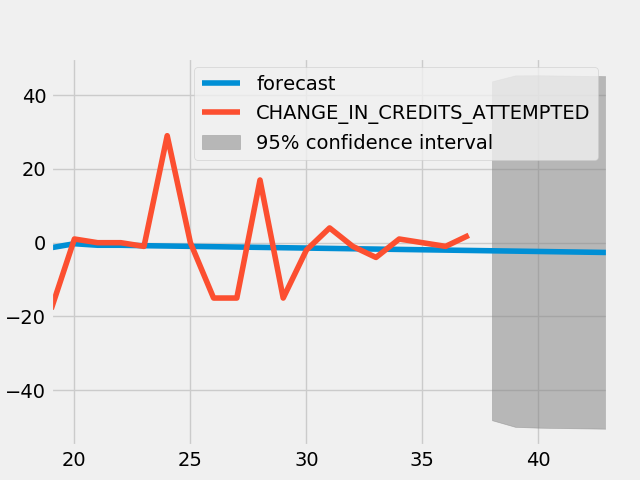 forecast
CHANGE_IN_CREDITS_ATTEMPTED
95% confidence interval
40
20
0
−20
−40
20 25 30 35 40